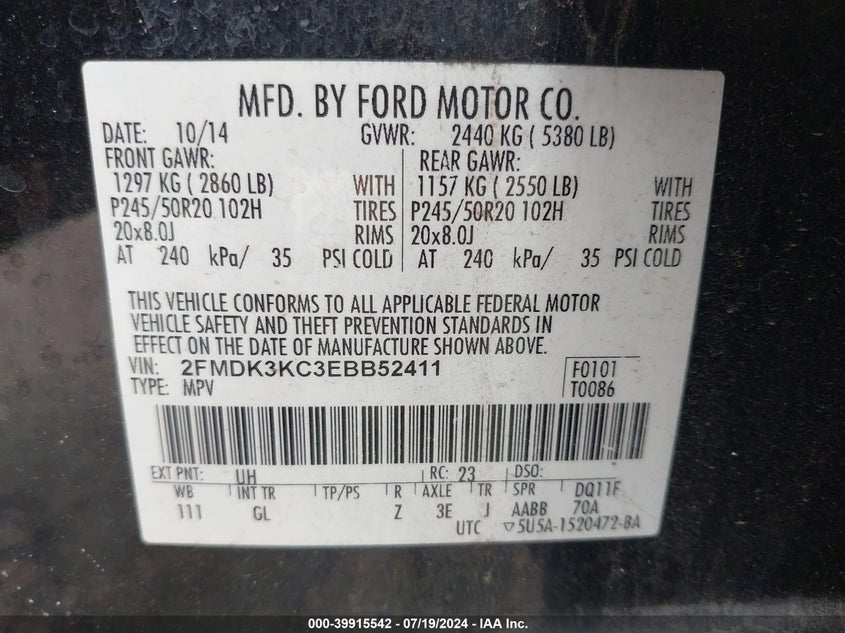 MFD. BY FORD MOTOR CO.
DATE: 10/14 GVWR: 2440 KG ( 5380 LB)
FRONT GAWR: REAR GAWR:
1297 KG ( 2860 LB) WITH 1157 KG ( 2550 LB) WITH
P245/50R20 102H TIRES P245/50R20 102H TIRES
20x8.0J RIMS 20x8.0J RIMS
AT 240 kPa/ 35 PSI COLD AT 240 kPa/ 35 PSI COLD
THIS VEHICLE CONFORMS TO ALL APPLICABLE FEDERAL MOTOR
VEHICLE SAFETY AND THEFT PREVENTION STANDARDS IN
EFFECT ON THE DATE OF MANUFACTURE SHOWN ABOVE.
VIN: 2FMDK3KC3EBB52411 F0101
TYPE: MPV T0086
EXT PNT: UH RC: 23 DSO:
WB INT TR TP/PS R AXLE TR SPR DQ11F
111 GL Z 3E J AABB 70A
UTC ▽5U5A-1520472-BA
000-39915542 - 07/19/2024 - IAA Inc.